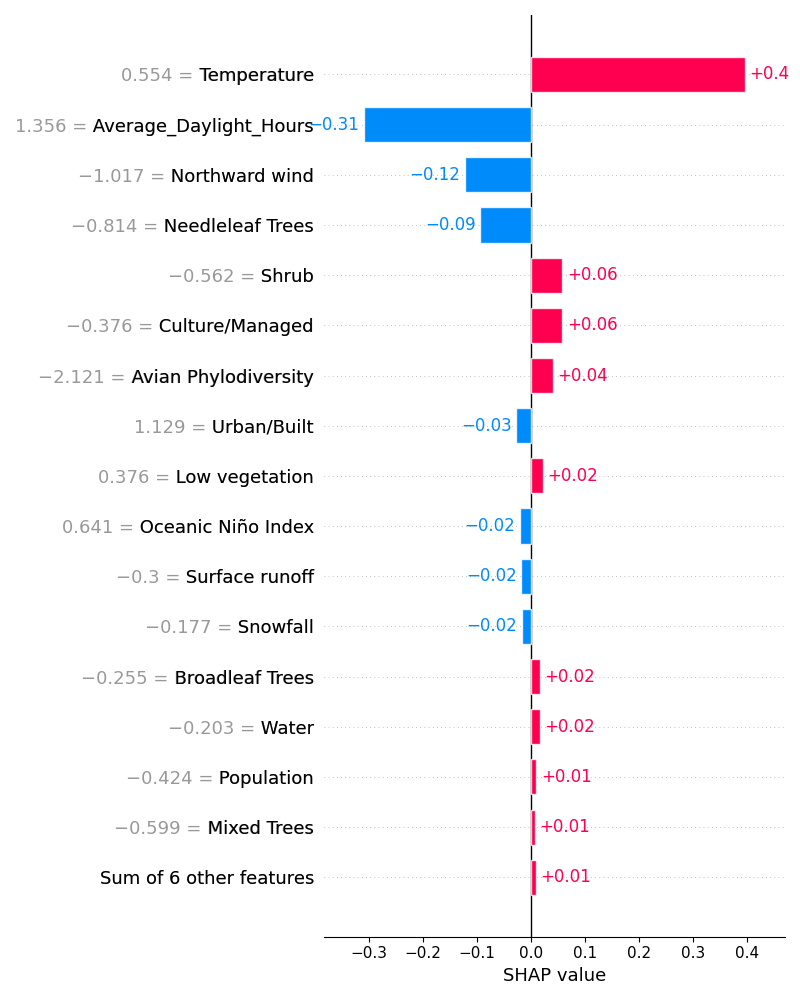 0.554 = Temperature +0.4
1.356 = Average_Daylight_Hours −0.31
−1.017 = Northward wind −0.12
−0.814 = Needleleaf Trees −0.09
−0.562 = Shrub +0.06
−0.376 = Culture/Managed +0.06
−2.121 = Avian Phylodiversity +0.04
1.129 = Urban/Built −0.03
0.376 = Low vegetation +0.02
0.641 = Oceanic Niño Index −0.02
−0.3 = Surface runoff −0.02
−0.177 = Snowfall −0.02
−0.255 = Broadleaf Trees +0.02
−0.203 = Water +0.02
−0.424 = Population +0.01
−0.599 = Mixed Trees +0.01
Sum of 6 other features +0.01
−0.3 −0.2 −0.1 0.0 0.1 0.2 0.3 0.4
SHAP value